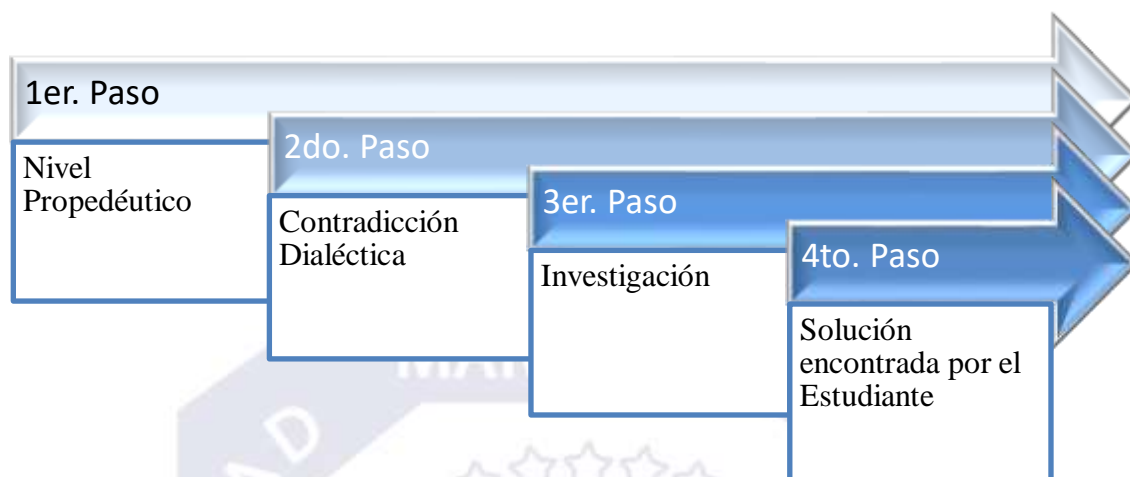 1er. Paso
Nivel
Propedéutico
2do. Paso
Contradicción
Dialéctica
3er. Paso
Investigación
4to. Paso
Solución
encontrada por el
Estudiante